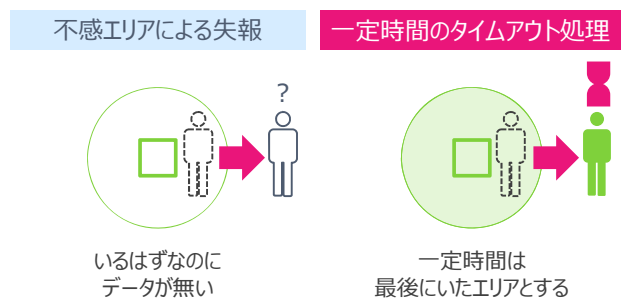 不感エリアによる失報
一定時間のタイムアウト処理
?
いるはずなのに
データが無い
一定時間は
最後にいたエリアとする